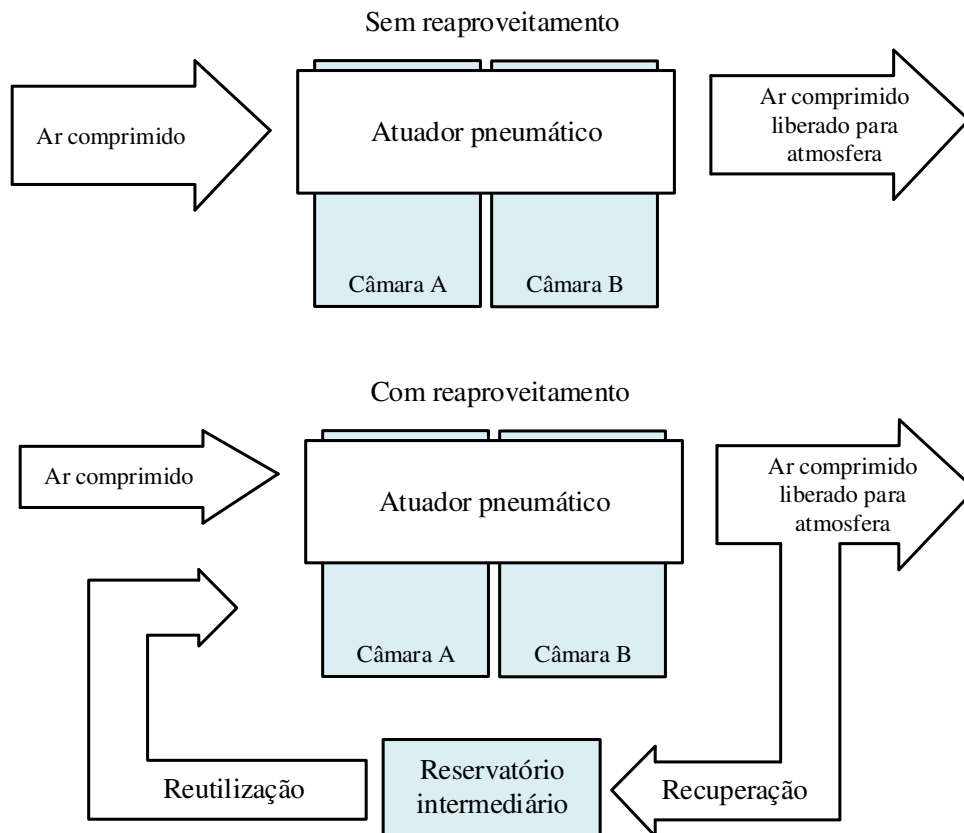 Sem reaproveitamento
Ar comprimido
Atuador pneumático
Ar comprimido
liberado para
atmosfera
Câmara A
Câmara B
Com reaproveitamento
Ar comprimido
Atuador pneumático
Ar comprimido
liberado para
atmosfera
Câmara A
Câmara B
Reutilização
Reservatório
intermediário
Recuperação